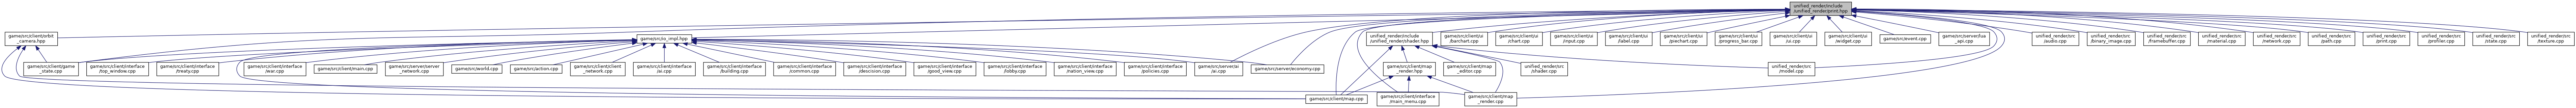 unified_render/include
/unified_render/print.hpp
game/src/client/orbit
_camera.hpp
game/src/io_impl.hpp
unified_render/include
/unified_render/shader.hpp
game/src/client/ui
/barchart.cpp
game/src/client/ui
/chart.cpp
game/src/client/ui
/input.cpp
game/src/client/ui
/label.cpp
game/src/client/ui
/piechart.cpp
game/src/client/ui
/progress_bar.cpp
game/src/client/ui
/ui.cpp
game/src/client/ui
/widget.cpp
game/src/event.cpp
game/src/server/lua
_api.cpp
unified_render/src
/audio.cpp
unified_render/src
/binary_image.cpp
unified_render/src
/framebuffer.cpp
unified_render/src
/material.cpp
unified_render/src
/network.cpp
unified_render/src
/path.cpp
unified_render/src
/print.cpp
unified_render/src
/profiler.cpp
unified_render/src
/state.cpp
unified_render/src
/texture.cpp
game/src/client/game
_state.cpp
game/src/client/interface
/top_window.cpp
game/src/client/interface
/treaty.cpp
game/src/client/interface
/war.cpp
game/src/client/main.cpp
game/src/server/server
_network.cpp
game/src/world.cpp
game/src/action.cpp
game/src/client/client
_network.cpp
game/src/client/interface
/ai.cpp
game/src/client/interface
/building.cpp
game/src/client/interface
/common.cpp
game/src/client/interface
/decision.cpp
game/src/client/interface
/good_view.cpp
game/src/client/interface
/lobby.cpp
game/src/client/interface
/nation_view.cpp
game/src/client/interface
/policies.cpp
game/src/server/ai
/ai.cpp
game/src/server/economy.cpp
game/src/client/map
_render.hpp
game/src/client/map
_editor.cpp
unified_render/src
/shader.cpp
unified_render/src
/model.cpp
game/src/client/map.cpp
game/src/client/interface
/main_menu.cpp
game/src/client/map
_render.cpp